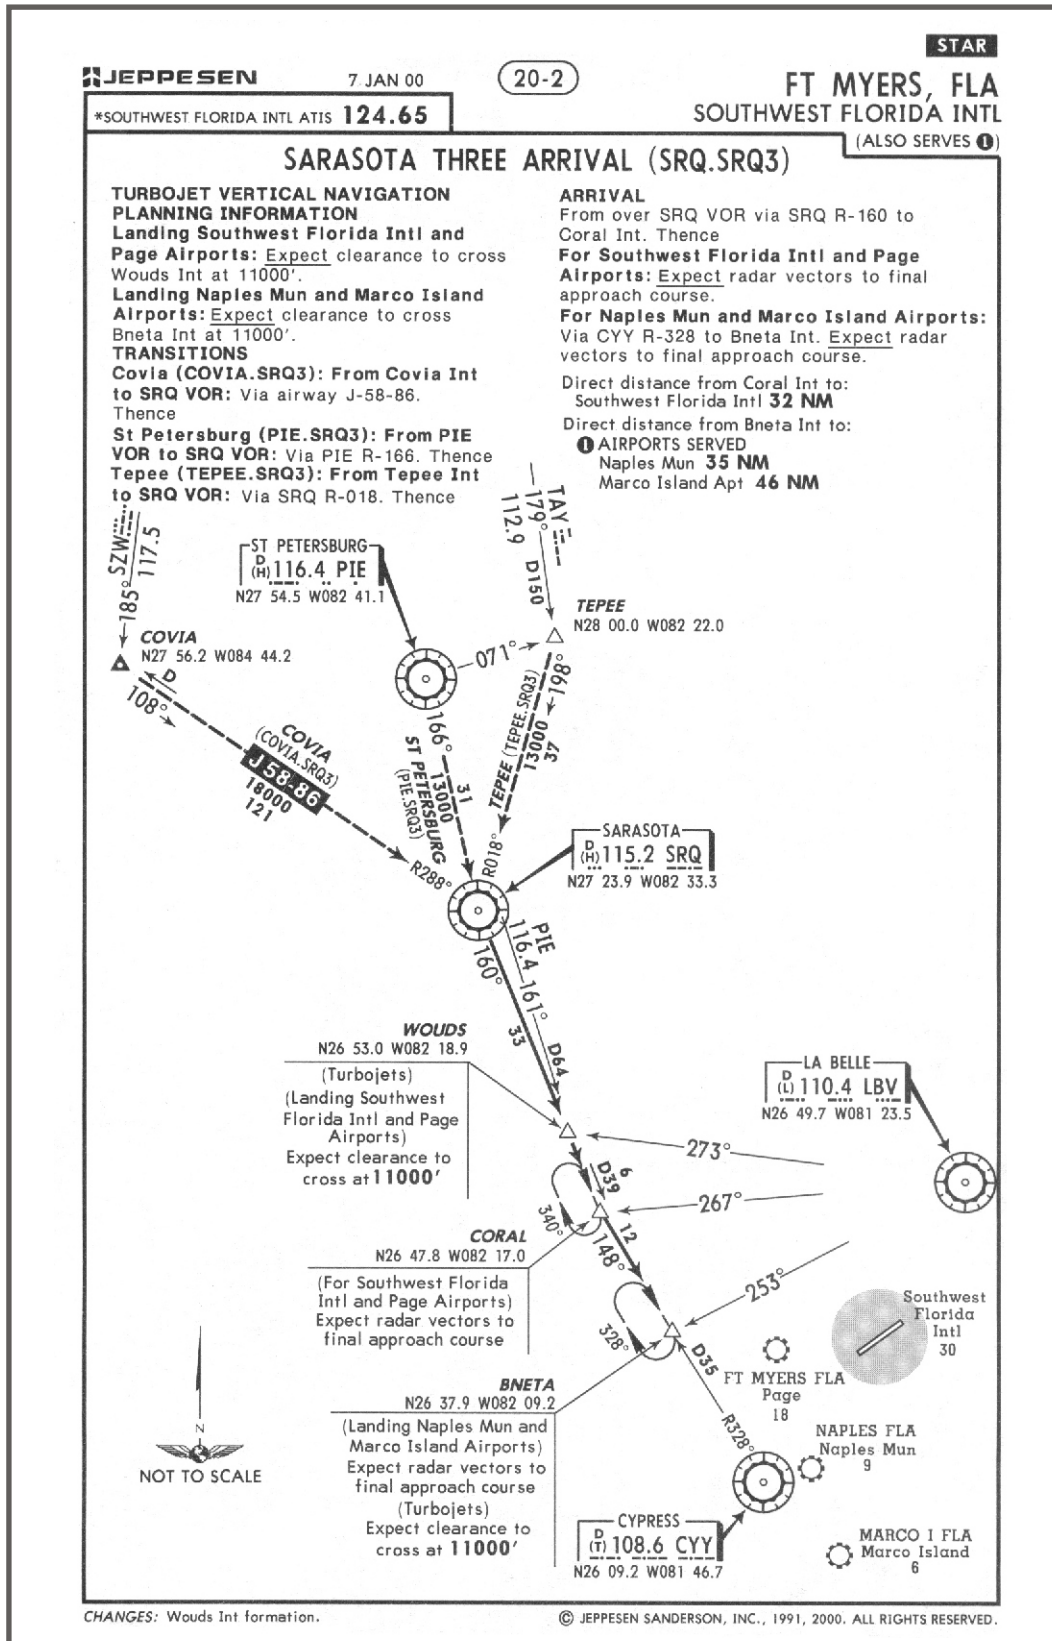 STAR
JEPPESEN 7 JAN 00 20-2 FT MYERS, FLA
*SOUTHWEST FLORIDA INTL ATIS 124.65 SOUTHWEST FLORIDA INTL
(ALSO SERVES ❶)
SARASOTA THREE ARRIVAL (SRQ.SRQ3)
TURBOJET VERTICAL NAVIGATION
PLANNING INFORMATION
Landing Southwest Florida Intl and
Page Airports: Expect clearance to cross
Wouds Int at 11000'.
Landing Naples Mun and Marco Island
Airports: Expect clearance to cross
Bneta Int at 11000'.
TRANSITIONS
Covia (COVIA.SRQ3): From Covia Int
to SRQ VOR: Via airway J-58-86.
Thence
St Petersburg (PIE.SRQ3): From PIE
VOR to SRQ VOR: Via PIE R-166. Thence
Tepee (TEPEE.SRQ3): From Tepee Int
to SRQ VOR: Via SRQ R-018. Thence
ARRIVAL
From over SRQ VOR via SRQ R-160 to
Coral Int. Thence
For Southwest Florida Intl and Page
Airports: Expect radar vectors to final
approach course.
For Naples Mun and Marco Island Airports:
Via CYY R-328 to Bneta Int. Expect radar
vectors to final approach course.
Direct distance from Coral Int to:
Southwest Florida Intl 32 NM
Direct distance from Bneta Int to:
❶ AIRPORTS SERVED
Naples Mun 35 NM
Marco Island Apt 46 NM
SZW
117.5
185°
TAY
179°
112.9
D150
ST PETERSBURG
D
(H) 116.4 PIE
N27 54.5 W082 41.1
TEPEE
N28 00.0 W082 22.0
COVIA
N27 56.2 W084 44.2
071°
D
108°
COVIA
(COVIA.SRQ3)
J58-86
18000
121
R288°
166°
31
13000
ST PETERSBURG
(PIE.SRQ3)
198°
TEPEE (TEPEE.SRQ3)
13000
37
R018°
SARASOTA
D
(H) 115.2 SRQ
N27 23.9 W082 33.3
160°
33
PIE
116.4
161°
D64
WOUDS
N26 53.0 W082 18.9
(Turbojets)
(Landing Southwest
Florida Intl and Page
Airports)
Expect clearance to
cross at 11000'
LA BELLE
D
(L) 110.4 LBV
N26 49.7 W081 23.5
273°
6
D39
267°
340°
12
148°
CORAL
N26 47.8 W082 17.0
(For Southwest Florida
Intl and Page Airports)
Expect radar vectors to
final approach course
253°
328°
D35
Southwest
Florida
Intl
30
FT MYERS FLA
Page
18
BNETA
N26 37.9 W082 09.2
(Landing Naples Mun and
Marco Island Airports)
Expect radar vectors to
final approach course
(Turbojets)
Expect clearance to
cross at 11000'
R328°
NAPLES FLA
Naples Mun
9
N
NOT TO SCALE
CYPRESS
D
(T) 108.6 CYY
N26 09.2 W081 46.7
MARCO I FLA
Marco Island
6
CHANGES: Wouds Int formation.
© JEPPESEN SANDERSON, INC., 1991, 2000. ALL RIGHTS RESERVED.